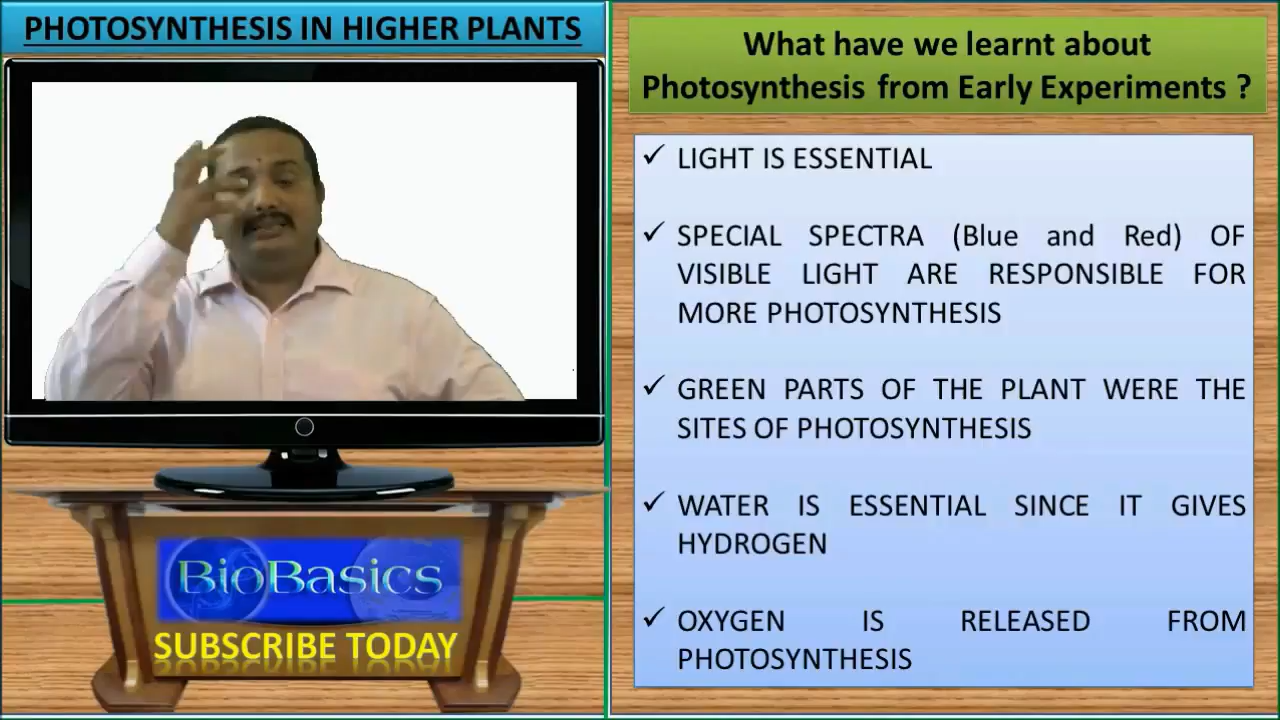 PHOTOSYNTHESIS IN HIGHER PLANTS
BioBasics
SUBSCRIBE TODAY
What have we learnt about
Photosynthesis from Early Experiments ?
✓ LIGHT IS ESSENTIAL
✓ SPECIAL SPECTRA (Blue and Red) OF
VISIBLE LIGHT ARE RESPONSIBLE FOR
MORE PHOTOSYNTHESIS
✓ GREEN PARTS OF THE PLANT WERE THE
SITES OF PHOTOSYNTHESIS
✓ WATER IS ESSENTIAL SINCE IT GIVES
HYDROGEN
✓ OXYGEN IS RELEASED FROM
PHOTOSYNTHESIS